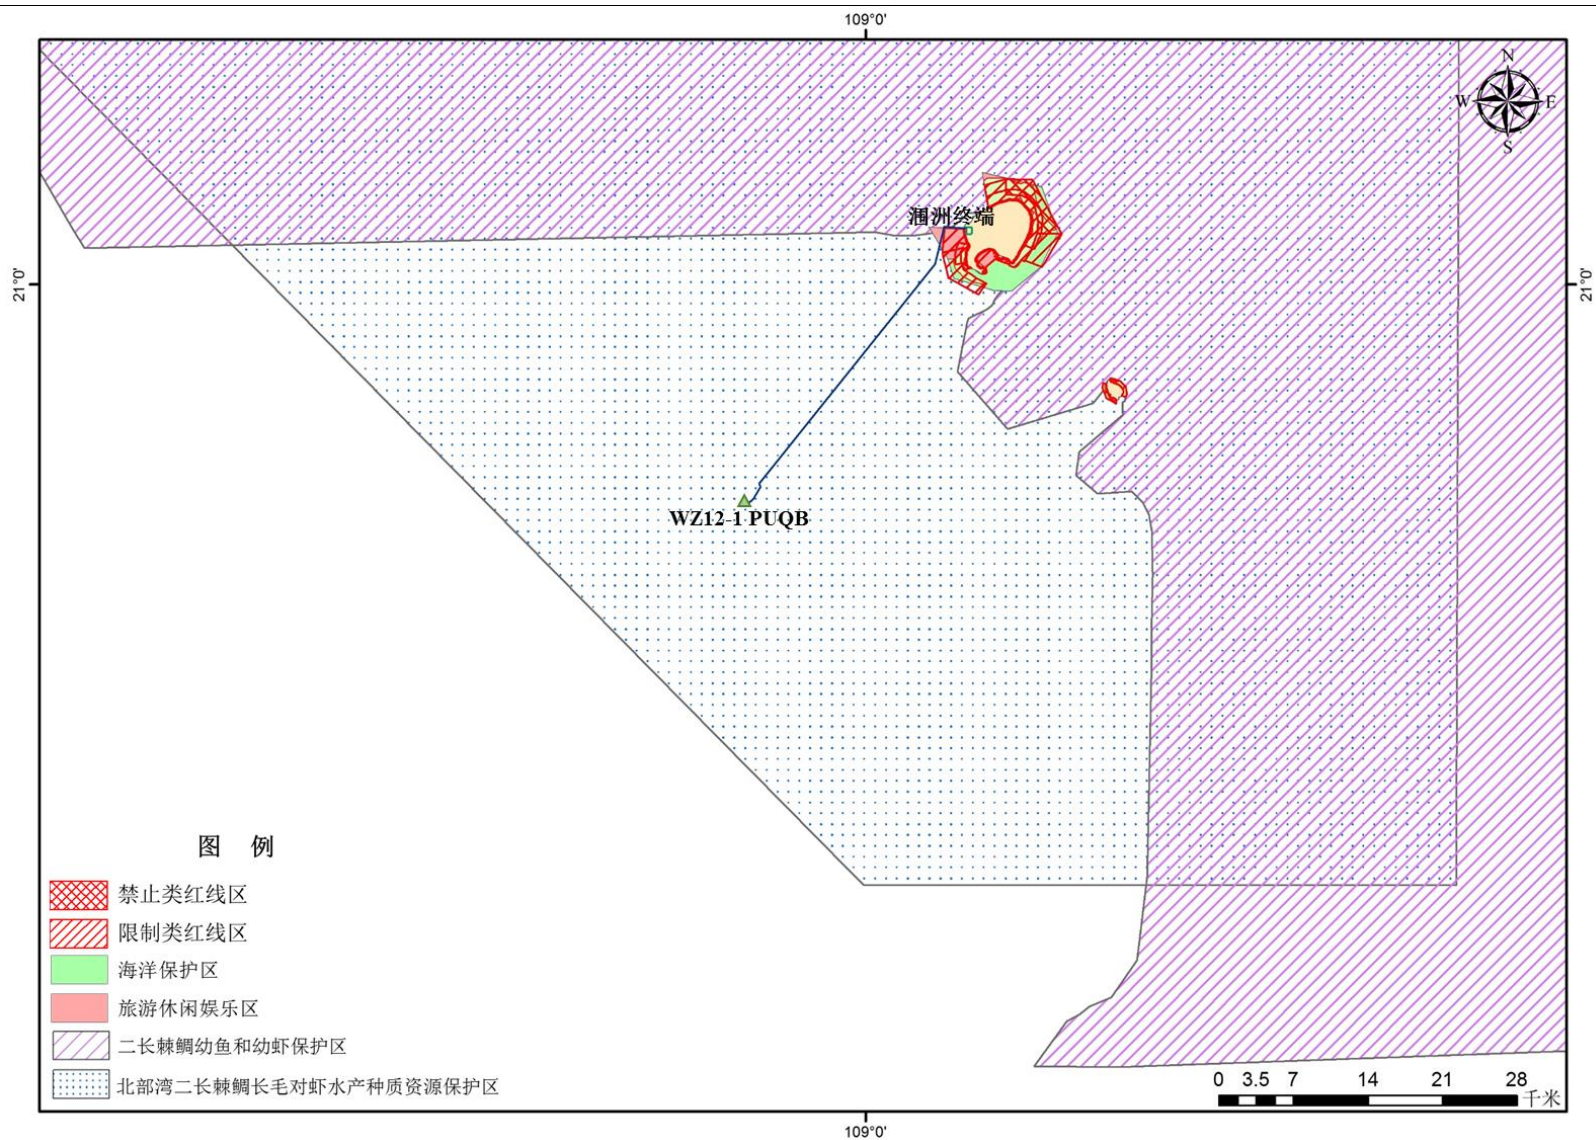 109°0'
N
W
E
S
涠洲终端
21°0'
21°0'
WZ12-1 PUQB
图 例
禁止类红线区
限制类红线区
海洋保护区
旅游休闲娱乐区
二长棘鲷幼鱼和幼虾保护区
北部湾二长棘鲷长毛对虾水产种质资源保护区
0 3.5 7 14 21 28
千米
109°0'